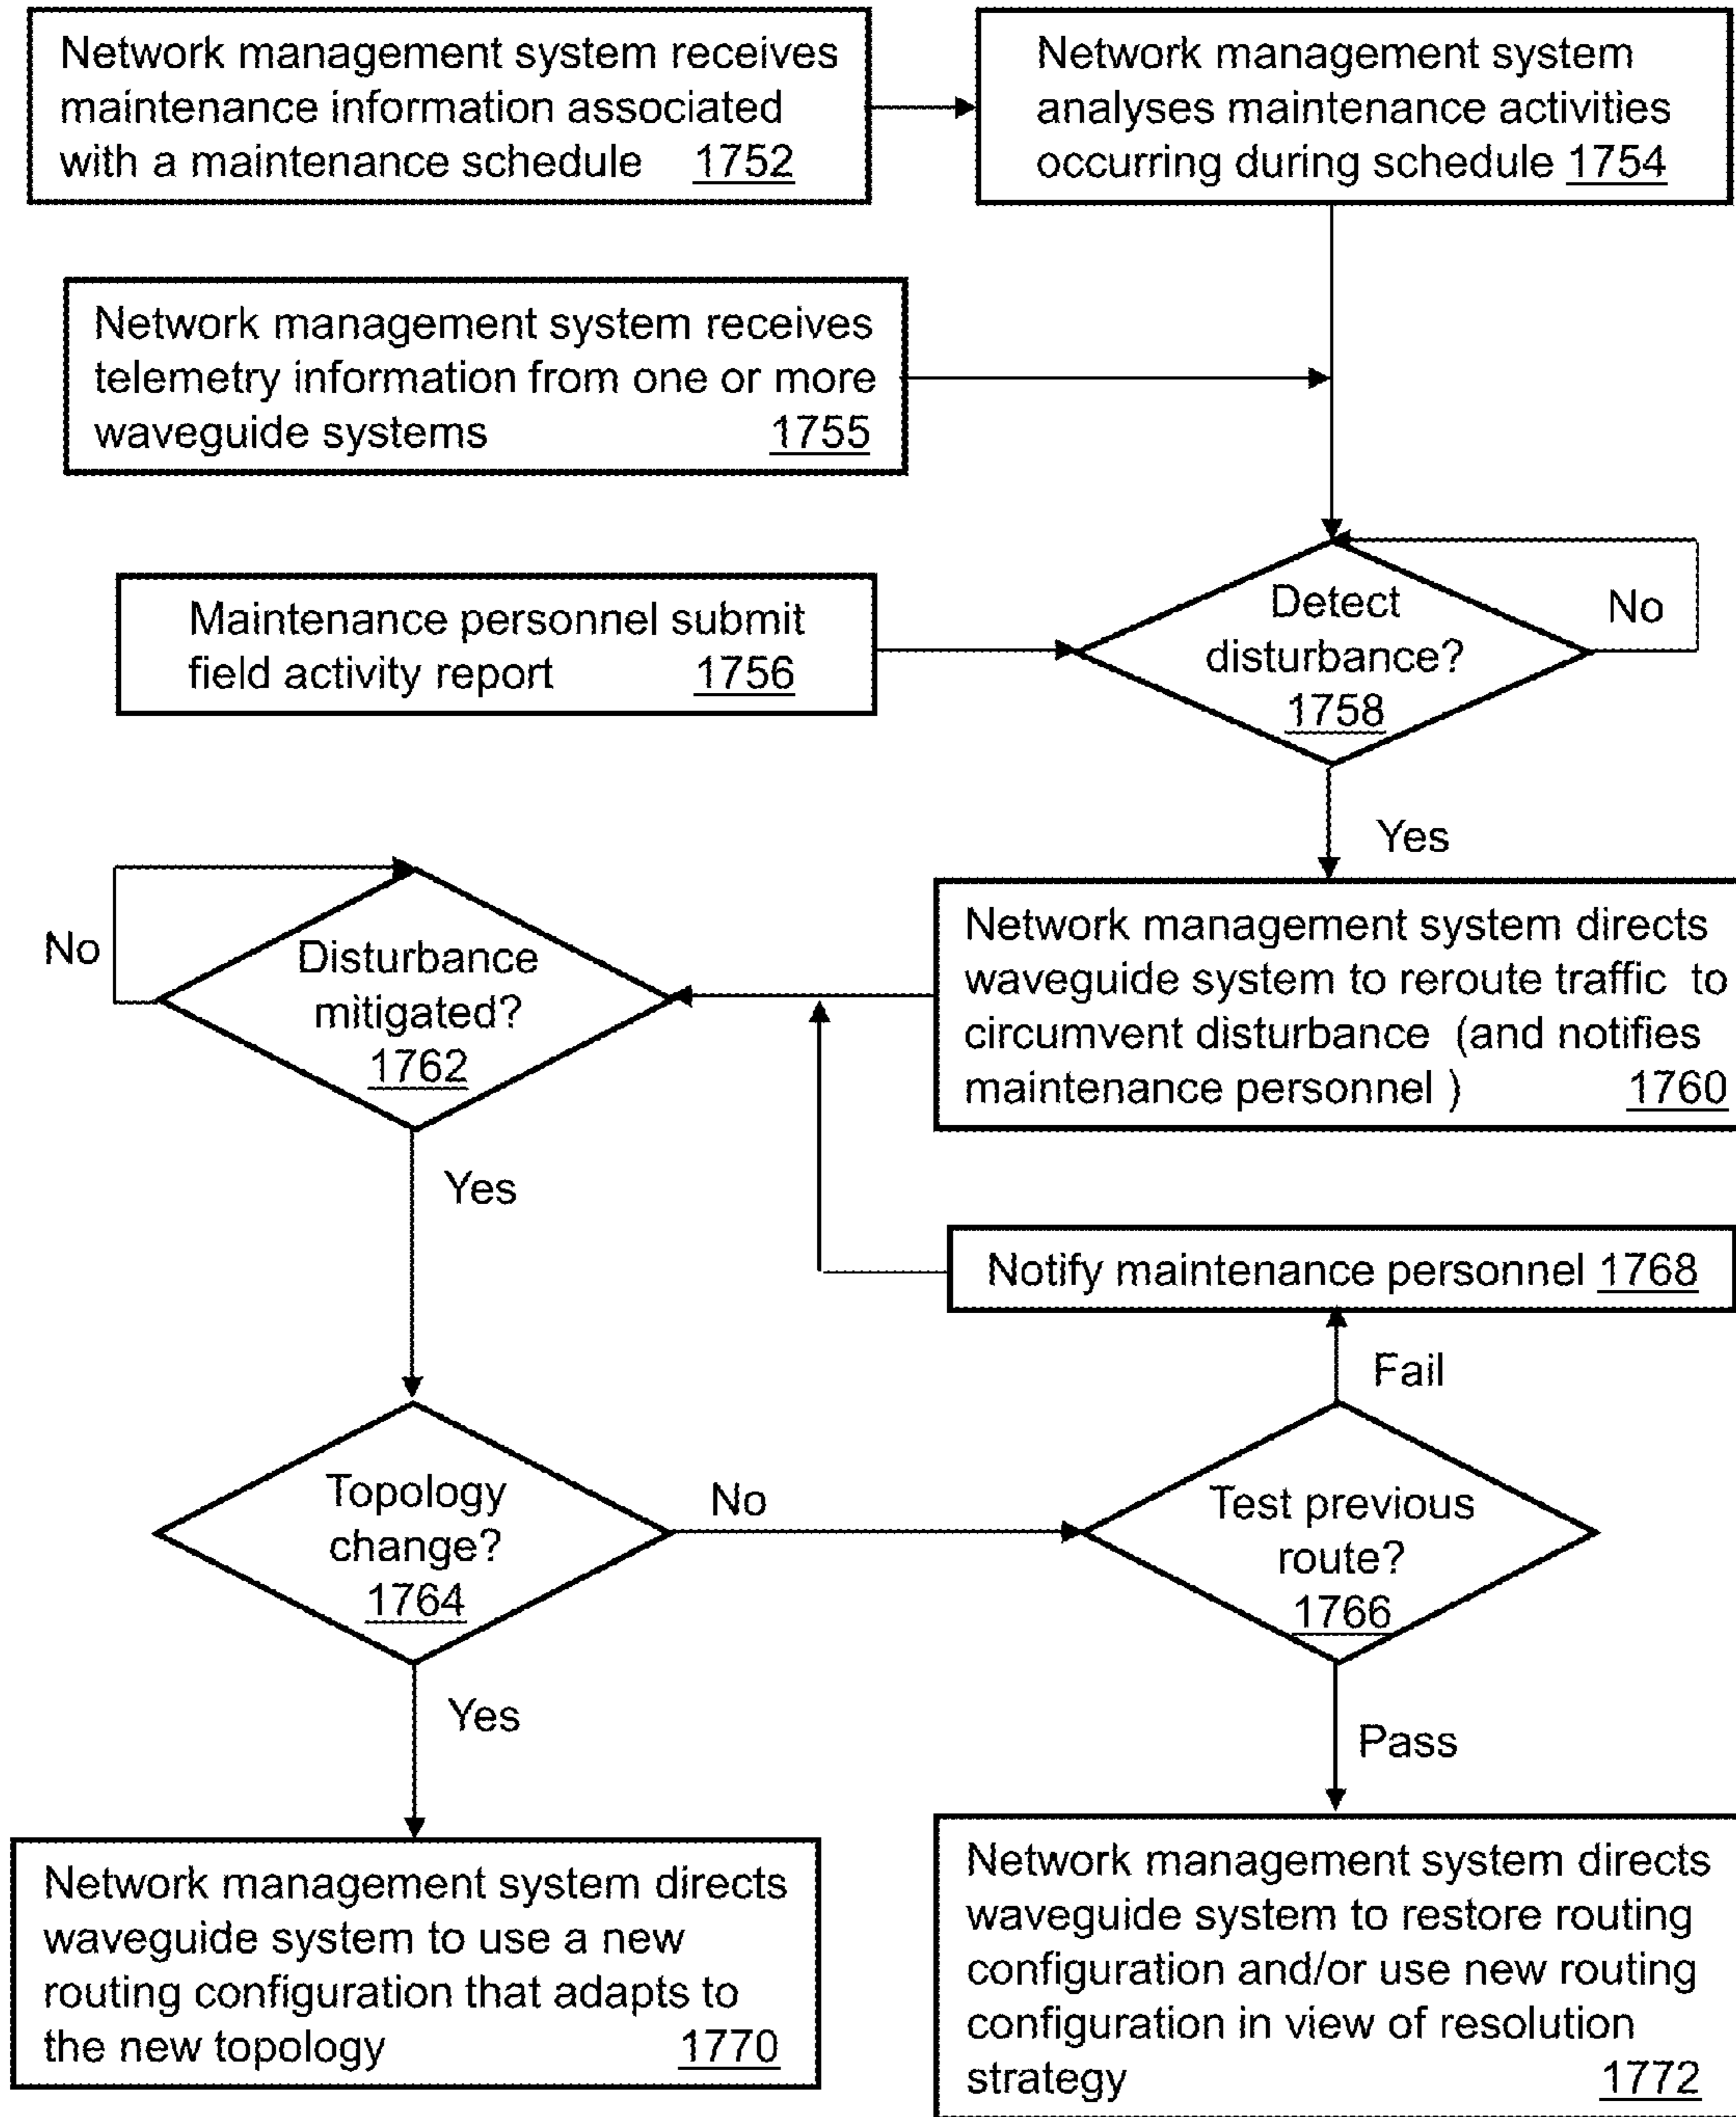 Network management system receives
maintenance information associated
with a maintenance schedule 1752
Network management system
analyses maintenance activities
occurring during schedule 1754
Network management system receives
telemetry information from one or more
waveguide systems 1755
Maintenance personnel submit
field activity report 1756
Detect
disturbance?
1758
No
Yes
Network management system directs
waveguide system to reroute traffic to
circumvent disturbance (and notifies
maintenance personnel ) 1760
No
Disturbance
mitigated?
1762
Yes
Notify maintenance personnel 1768
Fail
Topology
change?
1764
No
Test previous
route?
1766
Yes
Pass
Network management system directs
waveguide system to use a new
routing configuration that adapts to
the new topology 1770
Network management system directs
waveguide system to restore routing
configuration and/or use new routing
configuration in view of resolution
strategy 1772